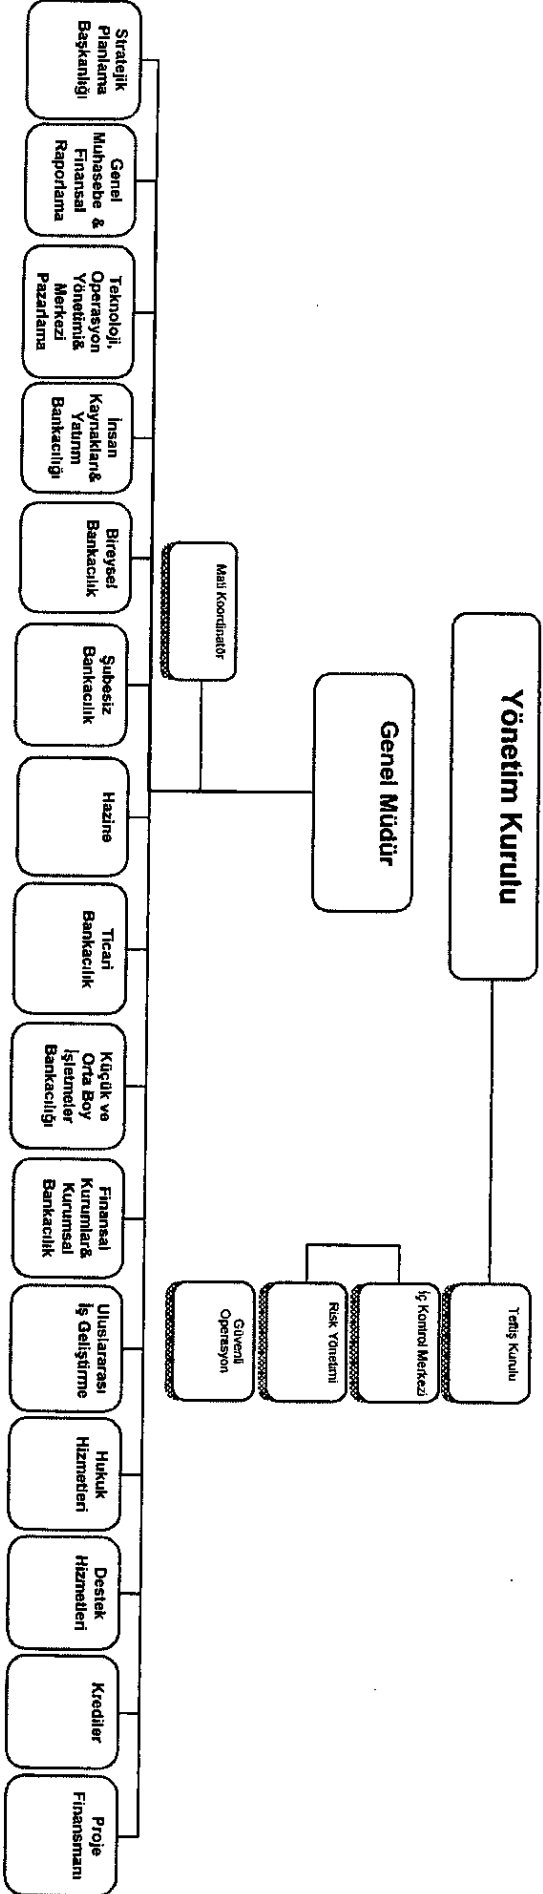 Yönetim Kurulu
Genel Müdür
Teftiş Kurulu
İç Kontrol Merkezi
Risk Yönetimi
Güvenli
Operasyon
Mali Koordinatör
Stratejik
Planlama
Başkanlığı
Genel
Muhasebe &
Finansal
Raporlama
Teknoloji,
Operasyon
Yönetimi&
Merkezi
Pazarlama
İnsan
Kaynakları&
Yatırım
Bankacılığı
Bireysel
Bankacılık
Şubesiz
Bankacılık
Hazine
Ticari
Bankacılık
Küçük ve
Orta Boy
İşletmeler
Bankacılığı
Finansal
Kurumlar&
Kurumsal
Bankacılık
Uluslararası
İş Geliştirme
Hukuk
Hizmetleri
Destek
Hizmetleri
Krediler
Proje
Finansmanı